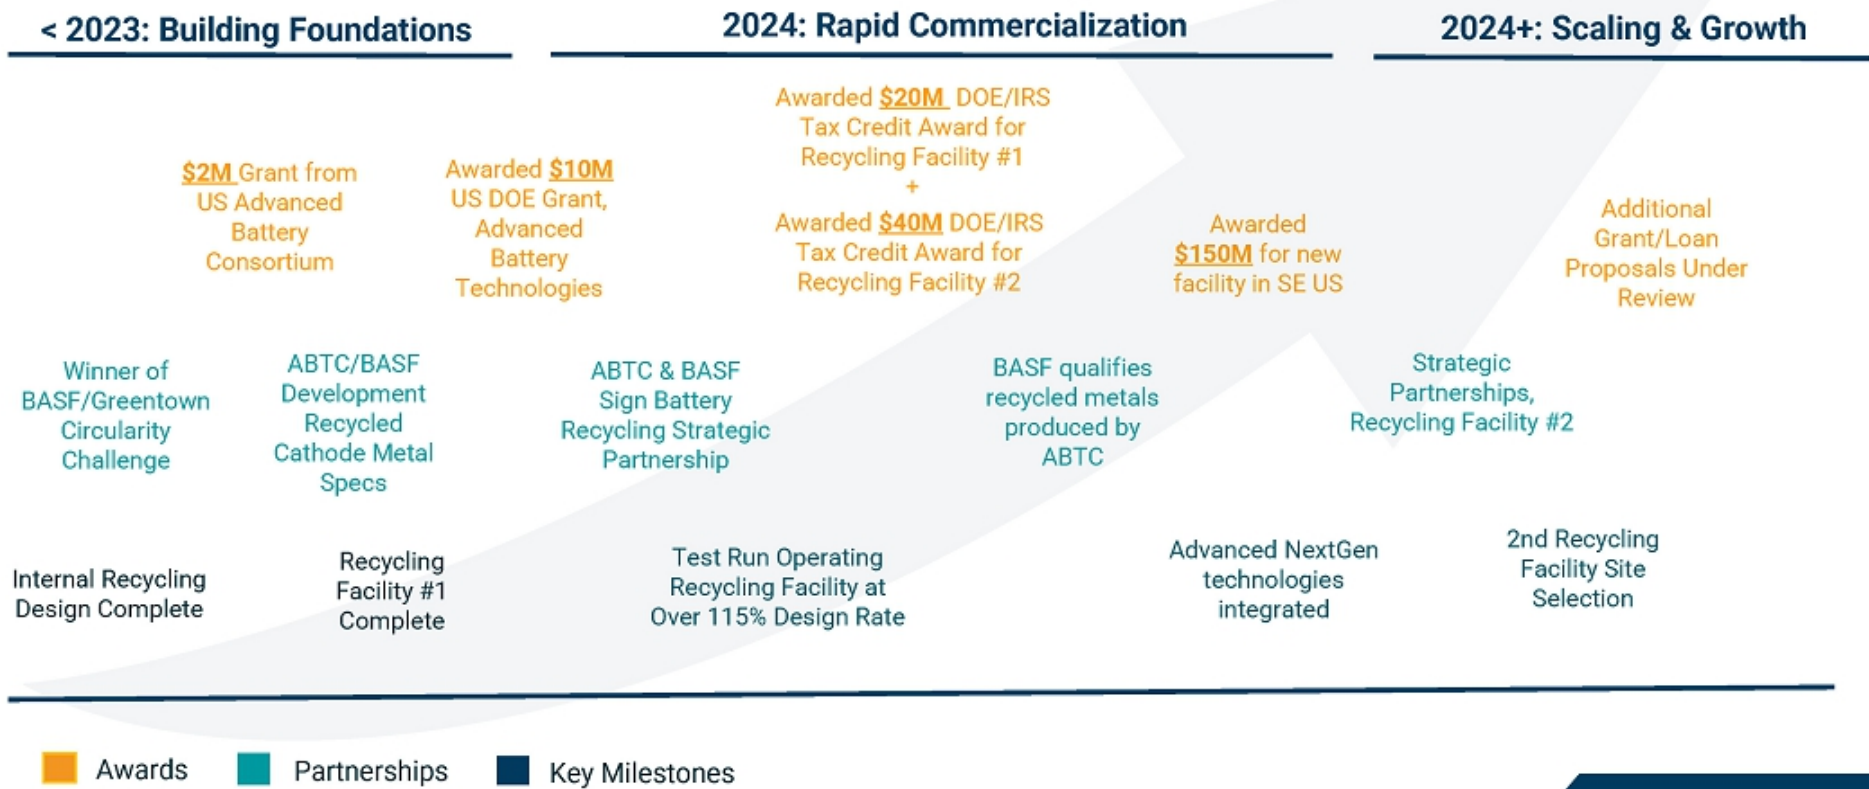 < 2023: Building Foundations
2024: Rapid Commercialization
2024+: Scaling & Growth
$2M Grant from
US Advanced
Battery
Consortium
Awarded $10M
US DOE Grant,
Advanced
Battery
Technologies
Awarded $20M DOE/IRS
Tax Credit Award for
Recycling Facility #1
+
Awarded $40M DOE/IRS
Tax Credit Award for
Recycling Facility #2
Awarded
$150M for new
facility in SE US
Additional
Grant/Loan
Proposals Under
Review
Winner of
BASF/Greentown
Circularity
Challenge
ABTC/BASF
Development
Recycled
Cathode Metal
Specs
ABTC & BASF
Sign Battery
Recycling Strategic
Partnership
BASF qualifies
recycled metals
produced by
ABTC
Strategic
Partnerships,
Recycling Facility #2
Internal Recycling
Design Complete
Recycling
Facility #1
Complete
Test Run Operating
Recycling Facility at
Over 115% Design Rate
Advanced NextGen
technologies
integrated
2nd Recycling
Facility Site
Selection
Awards
Partnerships
Key Milestones